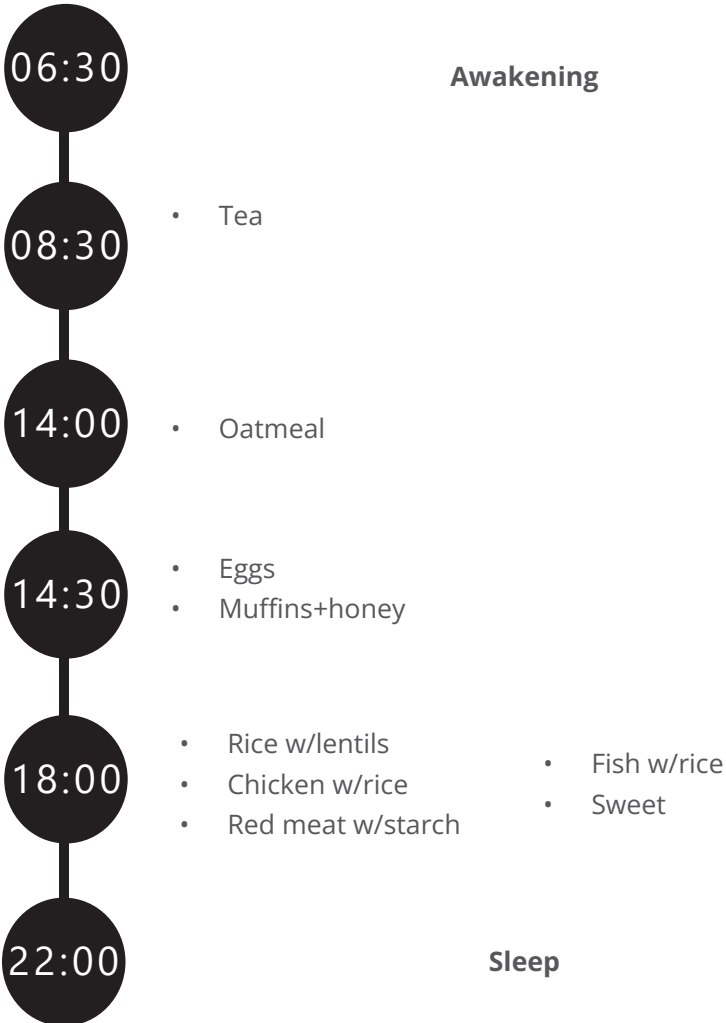 06:30
Awakening
08:30
• Tea
14:00
• Oatmeal
14:30
• Eggs
• Muffins+honey
18:00
• Rice w/lentils
• Chicken w/rice
• Red meat w/starch
• Fish w/rice
• Sweet
22:00
Sleep